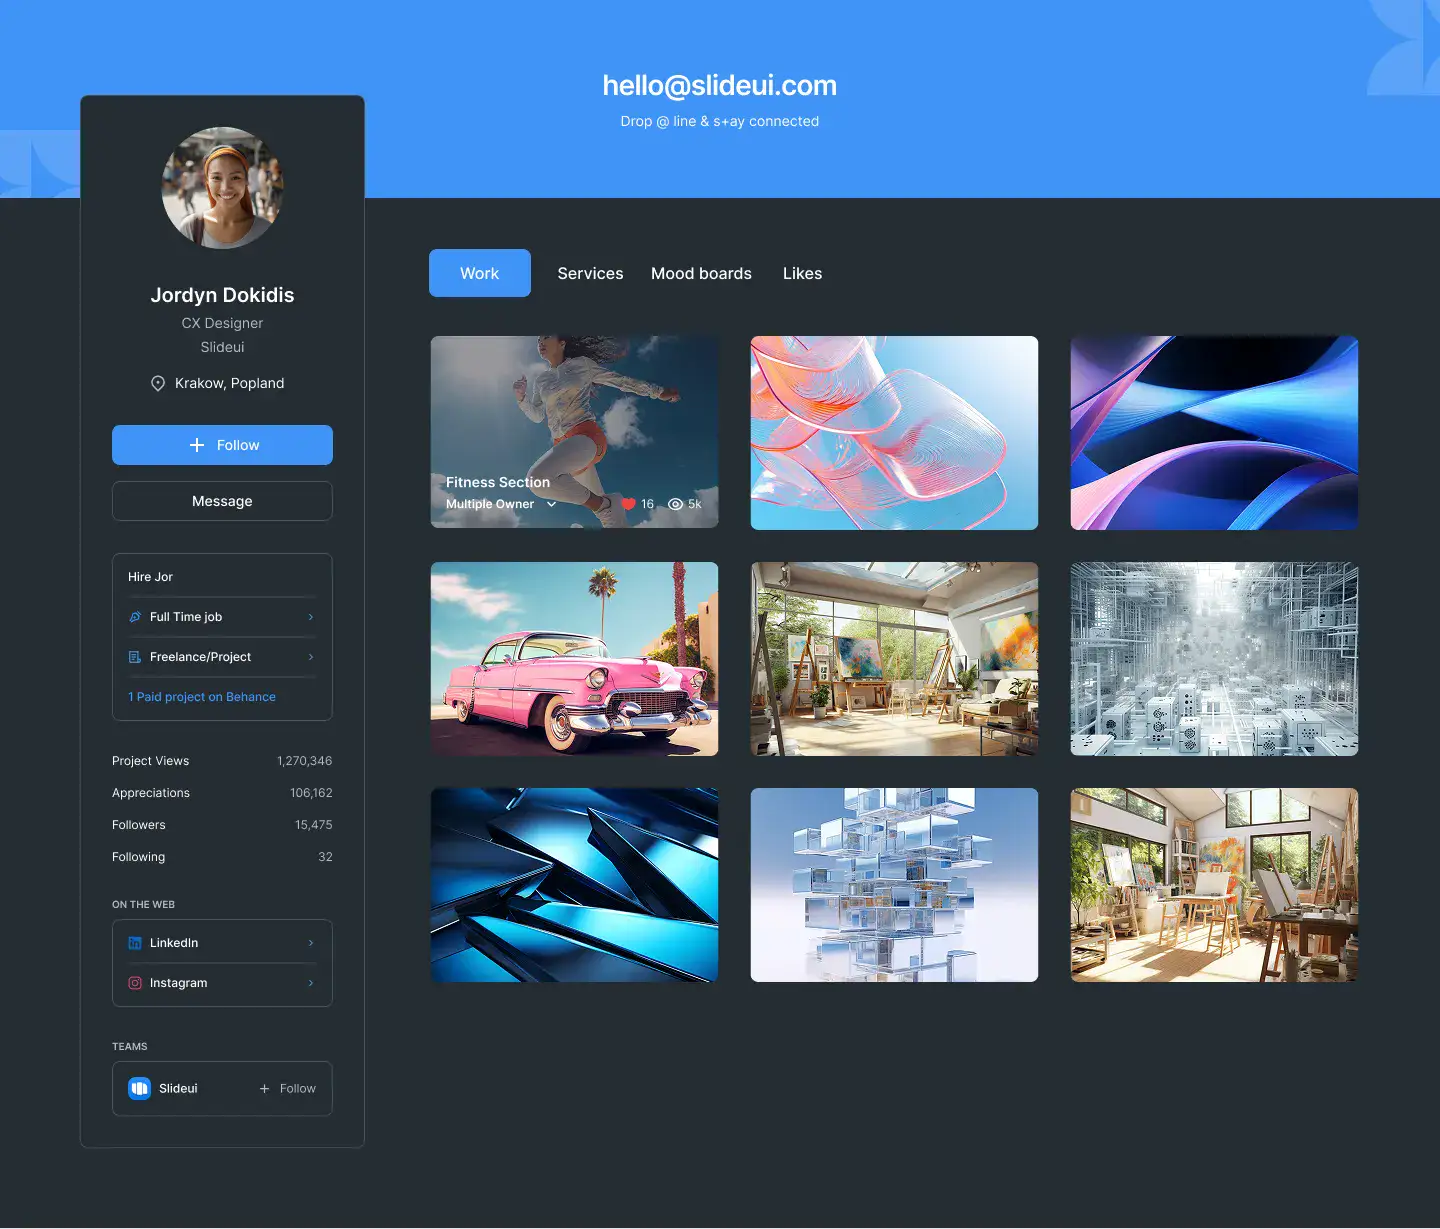 hello@slideui.com
Drop @ line & s+ay connected
Jordyn Dokidis
CX Designer
Slideui
Krakow, Popland
Follow
Message
Hire Jor
Full Time job
Freelance/Project
1 Paid project on Behance
Project Views 1,270,346
Appreciations 106,162
Followers 15,475
Following 32
ON THE WEB
LinkedIn
Instagram
TEAMS
Slideui Follow
Work Services Mood boards Likes
Fitness Section
Multiple Owner 16 5k